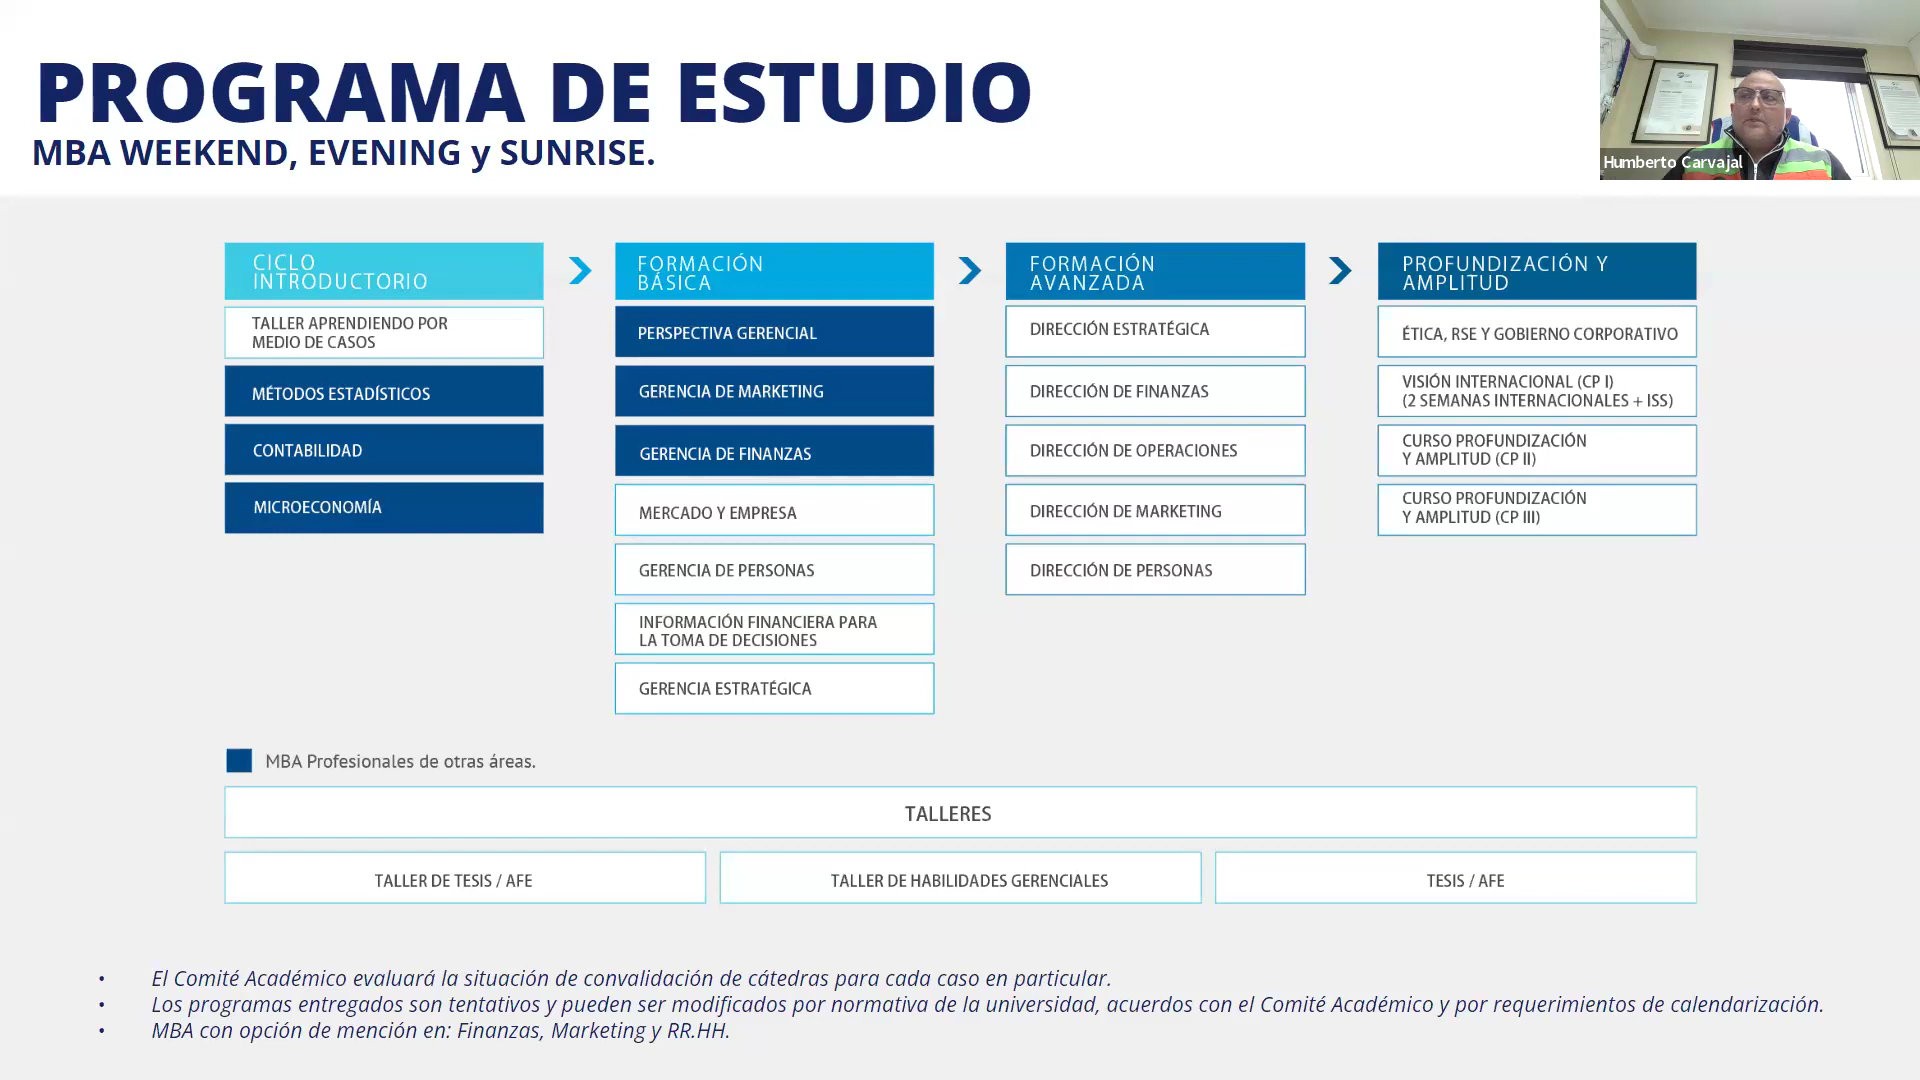 PROGRAMA DE ESTUDIO
MBA WEEKEND, EVENING y SUNRISE.
Humberto Carvajal
CICLO
INTRODUCTORIO
TALLER APRENDIENDO POR
MEDIO DE CASOS
MÉTODOS ESTADÍSTICOS
CONTABILIDAD
MICROECONOMÍA
FORMACIÓN
BÁSICA
PERSPECTIVA GERENCIAL
GERENCIA DE MARKETING
GERENCIA DE FINANZAS
MERCADO Y EMPRESA
GERENCIA DE PERSONAS
INFORMACIÓN FINANCIERA PARA
LA TOMA DE DECISIONES
GERENCIA ESTRATÉGICA
FORMACIÓN
AVANZADA
DIRECCIÓN ESTRATÉGICA
DIRECCIÓN DE FINANZAS
DIRECCIÓN DE OPERACIONES
DIRECCIÓN DE MARKETING
DIRECCIÓN DE PERSONAS
PROFUNDIZACIÓN Y
AMPLITUD
ÉTICA, RSE Y GOBIERNO CORPORATIVO
VISIÓN INTERNACIONAL (CP I)
(2 SEMANAS INTERNACIONALES + ISS)
CURSO PROFUNDIZACIÓN
Y AMPLITUD (CP II)
CURSO PROFUNDIZACIÓN
Y AMPLITUD (CP III)
MBA Profesionales de otras áreas.
TALLERES
TALLER DE TESIS / AFE
TALLER DE HABILIDADES GERENCIALES
TESIS / AFE
• El Comité Académico evaluará la situación de convalidación de cátedras para cada caso en particular.
• Los programas entregados son tentativos y pueden ser modificados por normativa de la universidad, acuerdos con el Comité Académico y por requerimientos de calendarización.
• MBA con opción de mención en: Finanzas, Marketing y RR.HH.